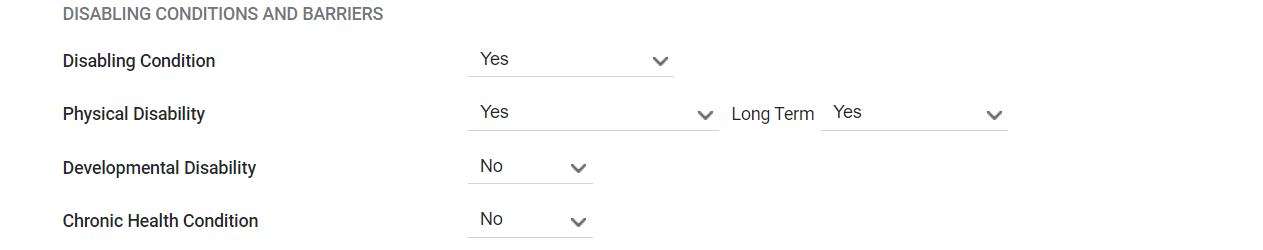 DISABLING CONDITIONS AND BARRIERS
Disabling Condition Yes
Physical Disability Yes Long Term Yes
Developmental Disability No
Chronic Health Condition No